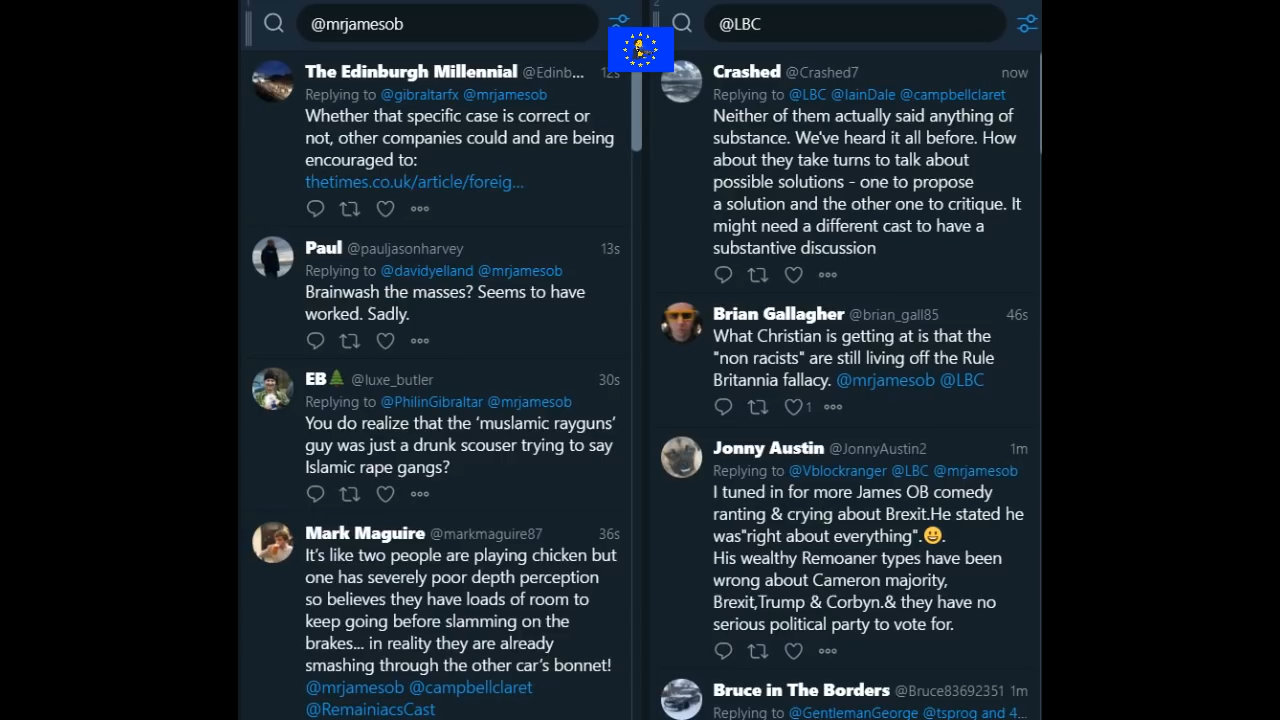 @mrjamesob
The Edinburgh Millennial @Edinb... 12s
Replying to @gibraltarfx @mrjamesob
Whether that specific case is correct or
not, other companies could and are being
encouraged to:
thetimes.co.uk/article/foreig...
Paul @pauljasonharvey 13s
Replying to @davidyelland @mrjamesob
Brainwash the masses? Seems to have
worked. Sadly.
EB🌲 @luxe_butler 30s
Replying to @PhilinGibraltar @mrjamesob
You do realize that the ‘muslamic rayguns’
guy was just a drunk scouser trying to say
Islamic rape gangs?
Mark Maguire @markmaguire87 36s
It's like two people are playing chicken but
one has severely poor depth perception
so believes they have loads of room to
keep going before slamming on the
brakes... in reality they are already
smashing through the other car's bonnet!
@mrjamesob @campbellclaret
@RemainiacsCast
2
@LBC
Crashed @Crashed7 now
Replying to @LBC @IainDale @campbellclaret
Neither of them actually said anything of
substance. We've heard it all before. How
about they take turns to talk about
possible solutions - one to propose
a solution and the other one to critique. It
might need a different cast to have a
substantive discussion
Brian Gallagher @brian_gall85 46s
What Christian is getting at is that the
"non racists" are still living off the Rule
Britannia fallacy. @mrjamesob @LBC
1
Jonny Austin @JonnyAustin2 1m
Replying to @Vblockranger @LBC @mrjamesob
I tuned in for more James OB comedy
ranting & crying about Brexit.He stated he
was"right about everything".😀.
His wealthy Remoaner types have been
wrong about Cameron majority,
Brexit,Trump & Corbyn.& they have no
serious political party to vote for.
Bruce in The Borders @Bruce83692351 1m
Replying to @GentlemanGeorge @tsprog and 4...